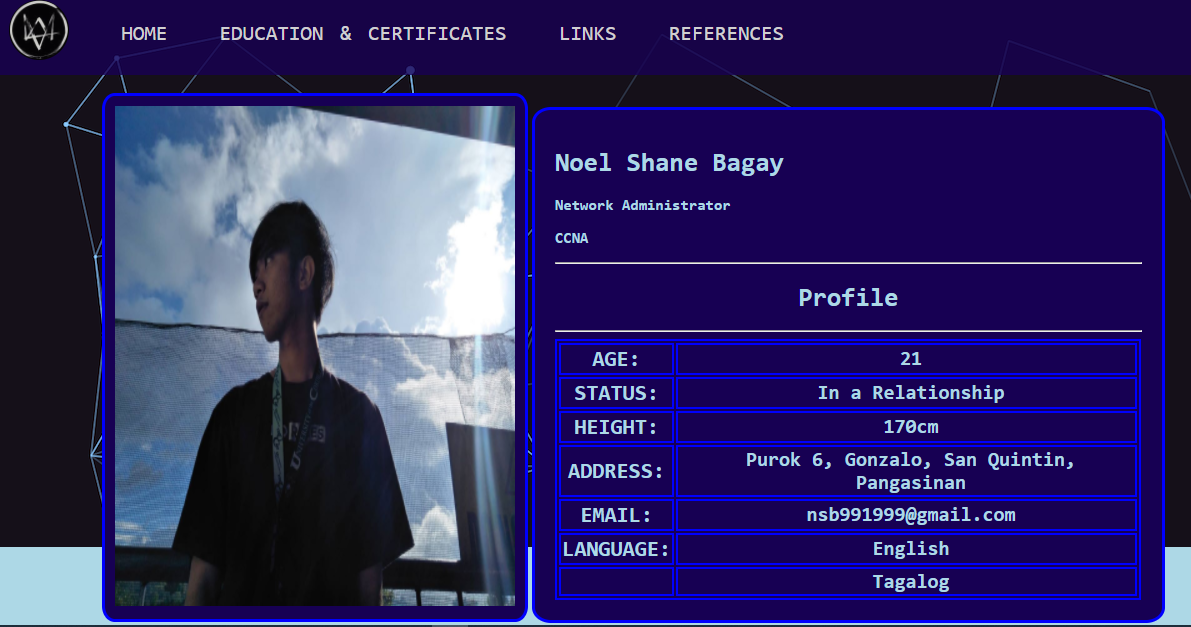 HOME EDUCATION & CERTIFICATES LINKS REFERENCES
Noel Shane Bagay
Network Administrator
CCNA
Profile
AGE: 21
STATUS: In a Relationship
HEIGHT: 170cm
ADDRESS: Purok 6, Gonzalo, San Quintin,
Pangasinan
EMAIL: nsb991999@gmail.com
LANGUAGE: English
Tagalog